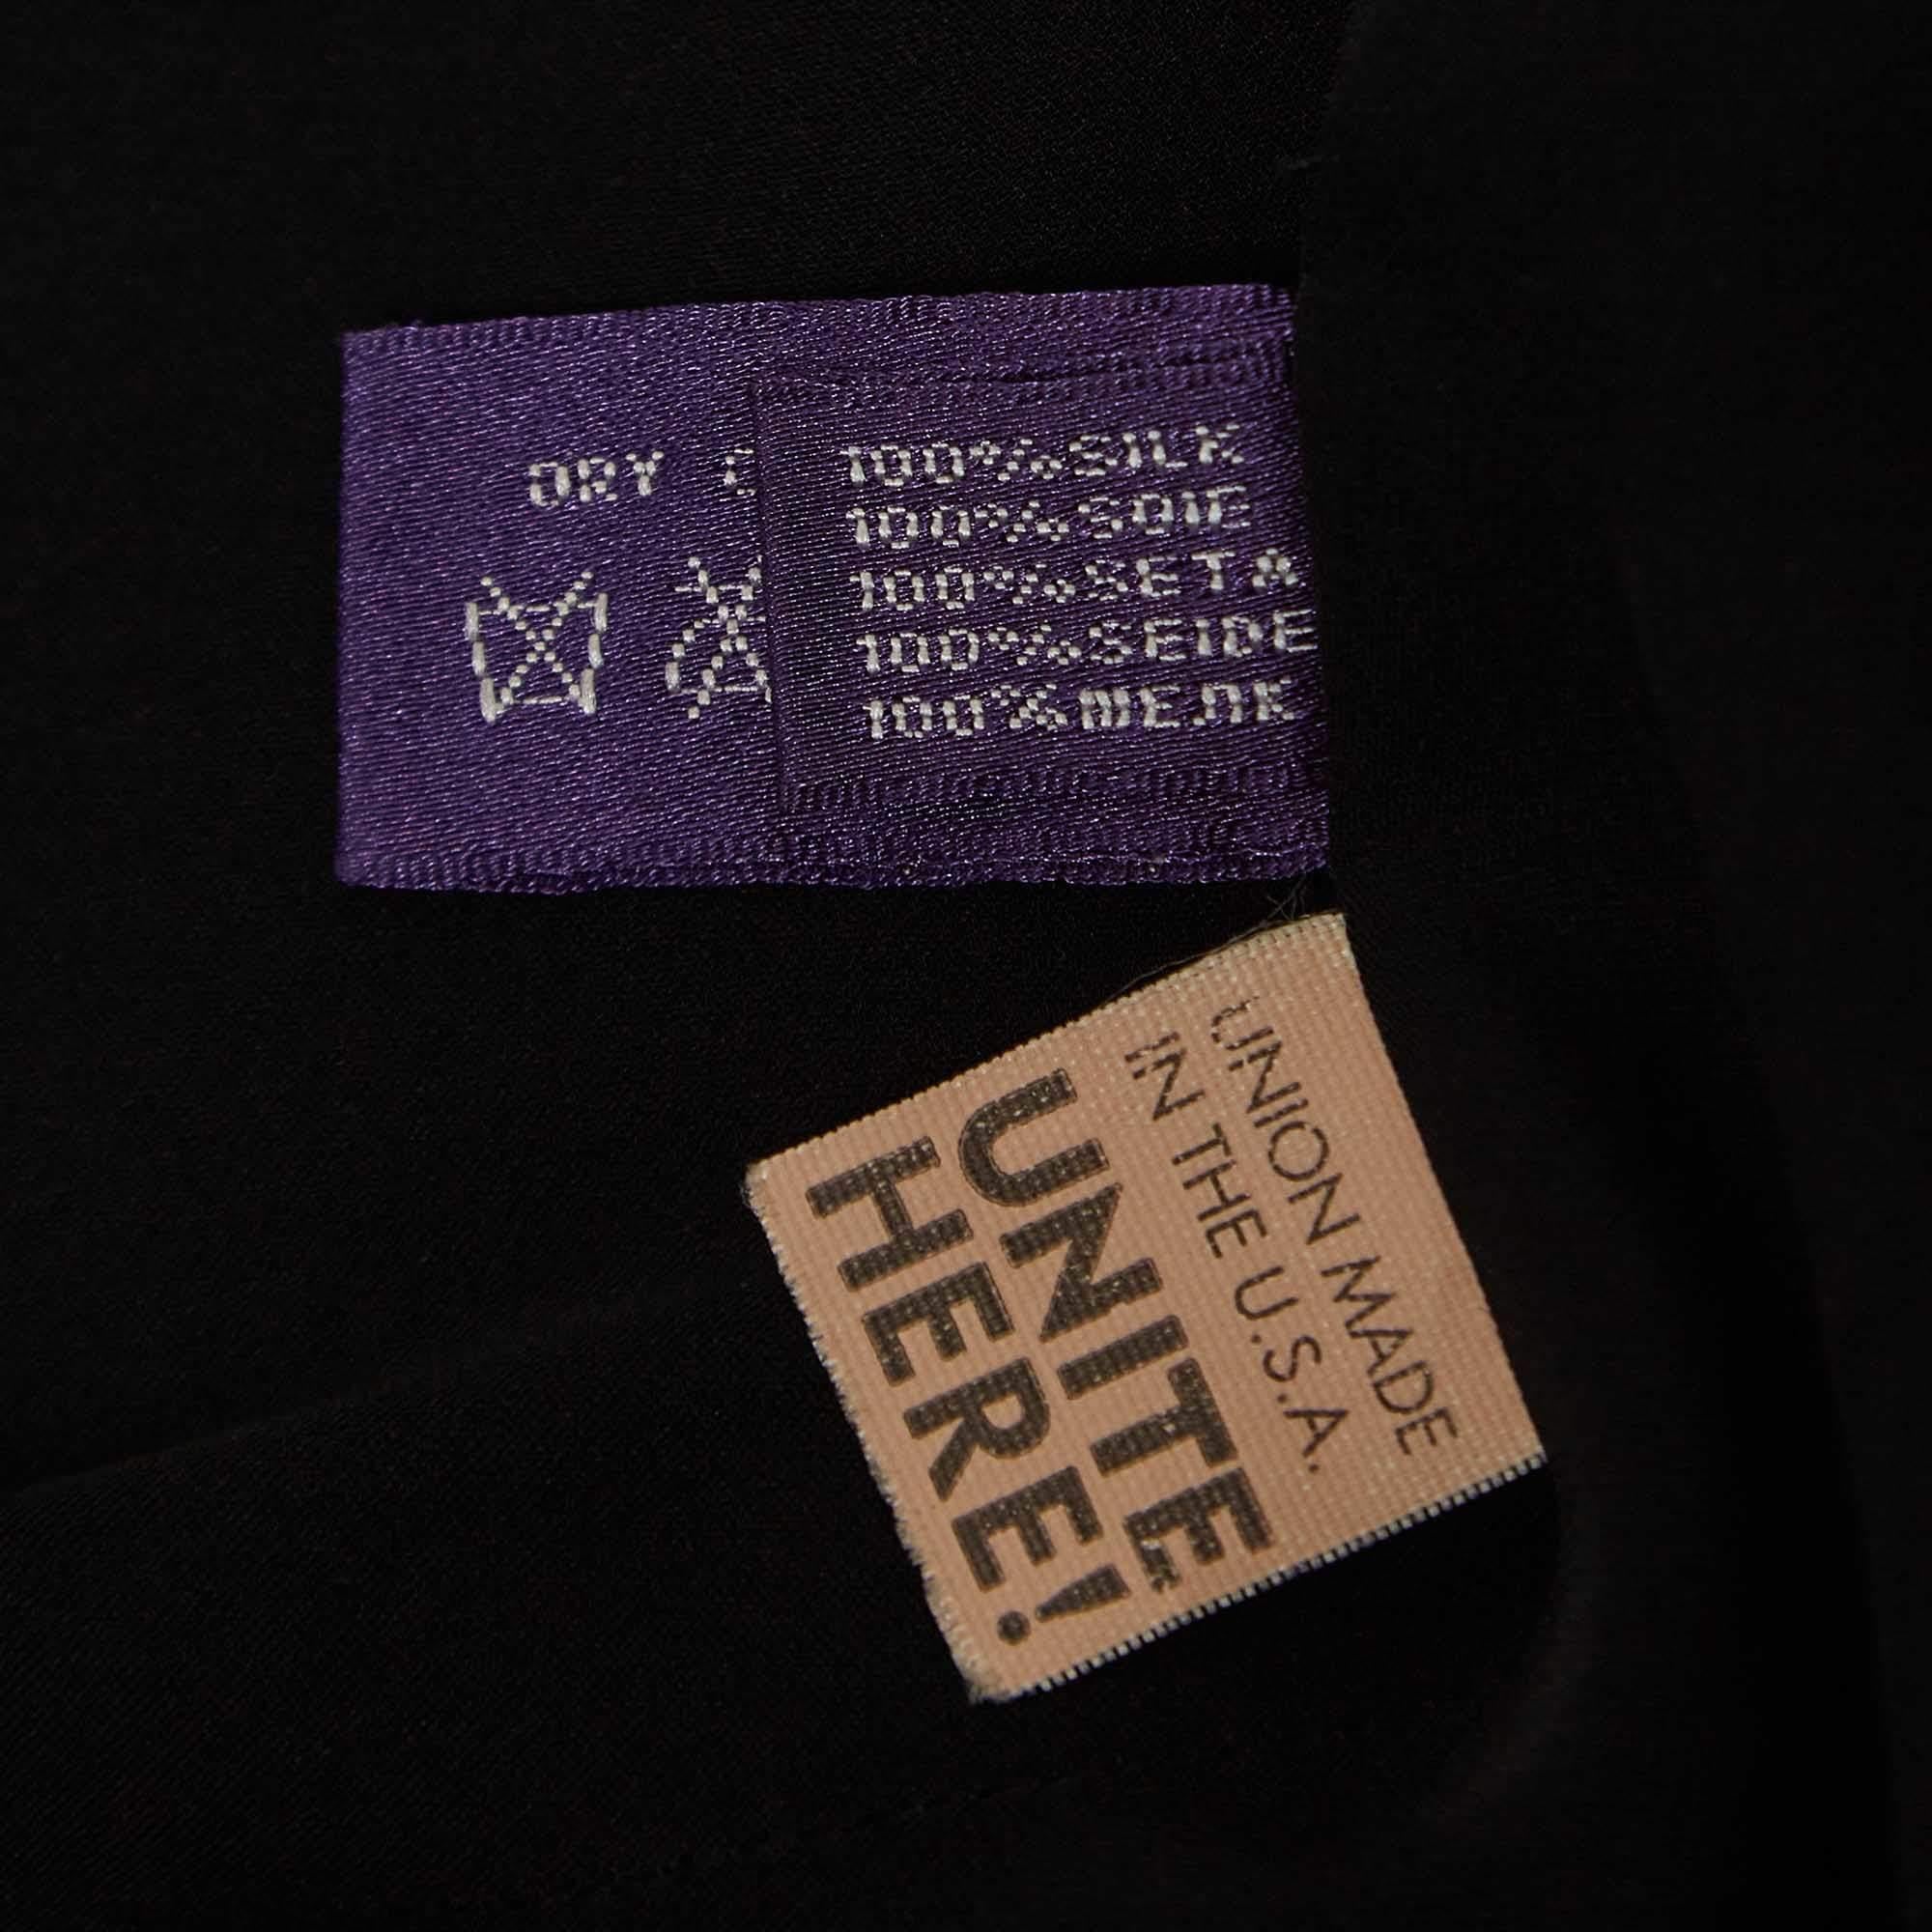 DRY
100%SILK
100%SOIE
100%SETA
100%SEIDE
100%ШЕЛК
UNION MADE
IN THE U.S.A.
UNITE
HERE!